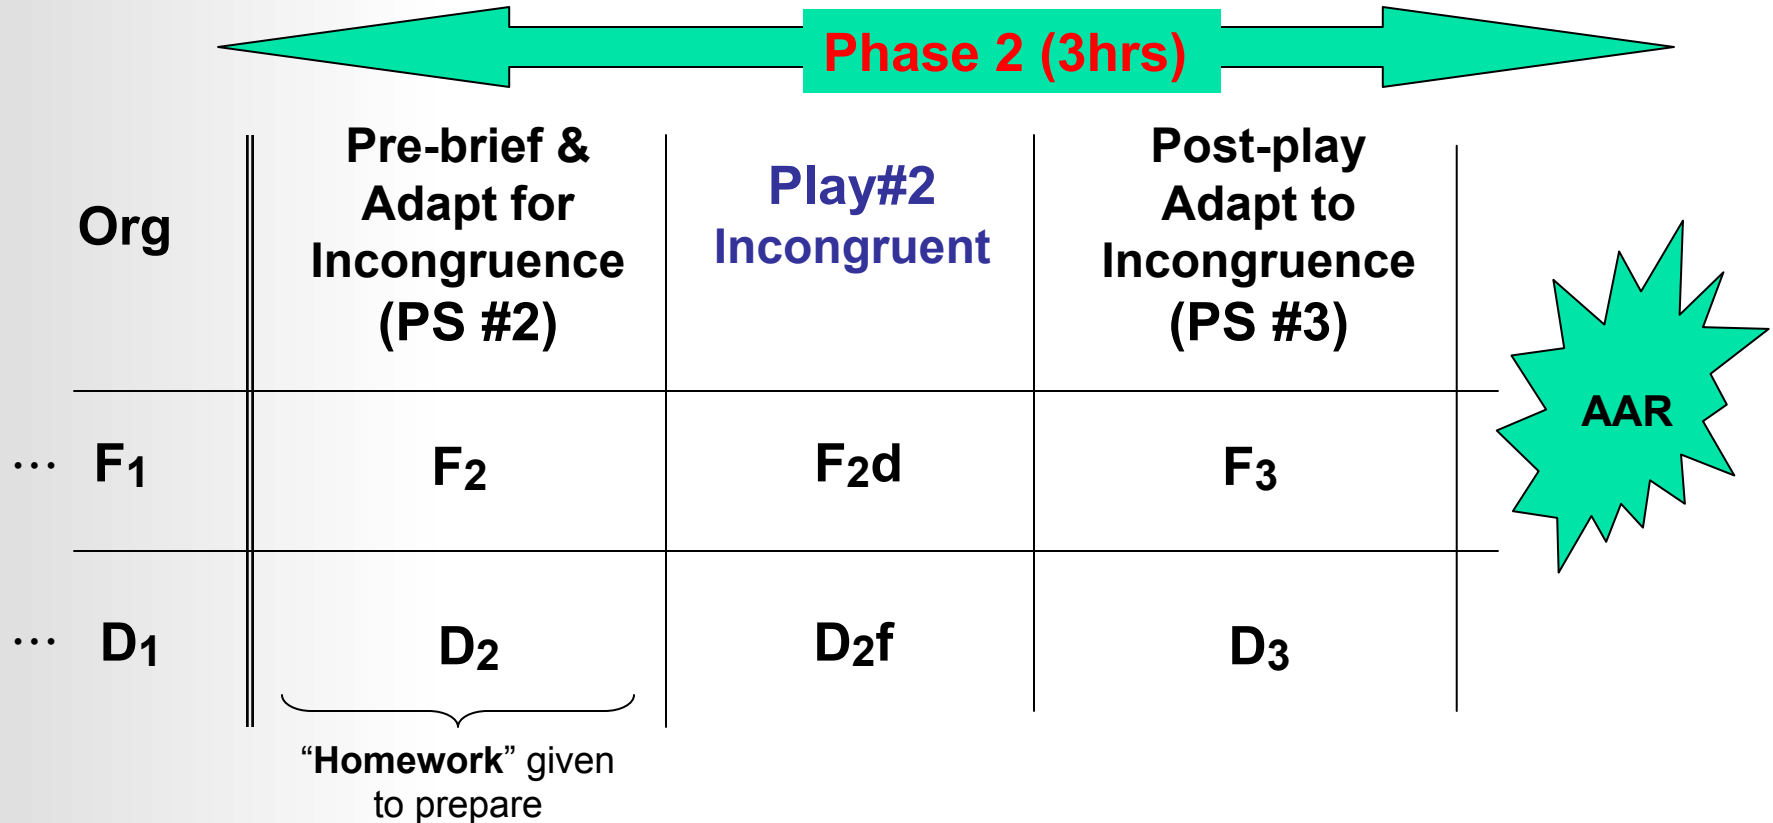 Phase 2 (3hrs)
Org
Pre-brief &
Adapt for
Incongruence
(PS #2)
Play#2
Incongruent
Post-play
Adapt to
Incongruence
(PS #3)
AAR
... F1 F2 F2d F3
... D1 D2 D2f D3
“Homework” given
to prepare